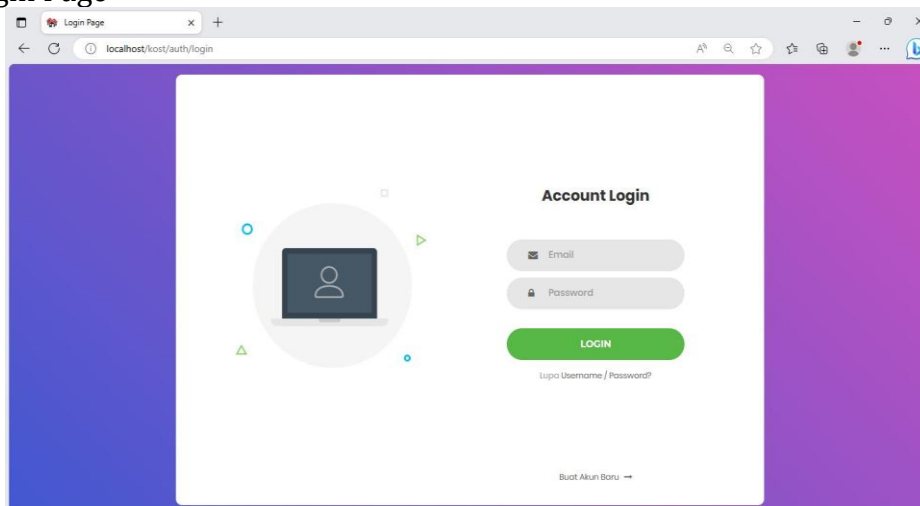 Login Page
localhost/kost/auth/login
Account Login
Email
Password
LOGIN
Lupa Username / Password?
Buat Akun Baru →